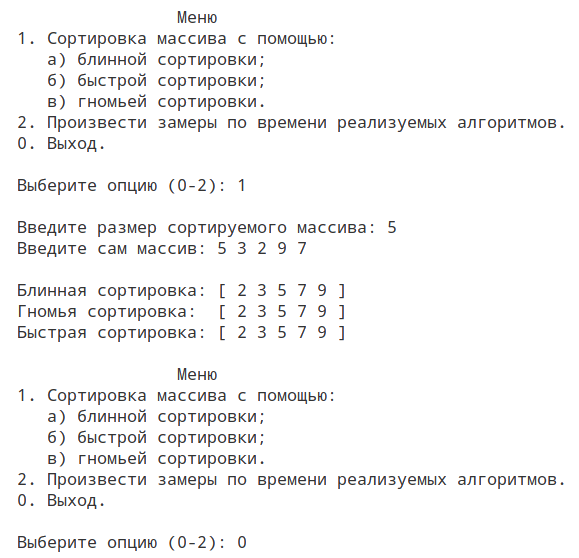 Меню
1. Сортировка массива с помощью:
а) блинной сортировки;
б) быстрой сортировки;
в) гномьей сортировки.
2. Произвести замеры по времени реализуемых алгоритмов.
0. Выход.
Выберите опцию (0-2): 1
Введите размер сортируемого массива: 5
Введите сам массив: 5 3 2 9 7
Блинная сортировка: [ 2 3 5 7 9 ]
Гномья сортировка:  [ 2 3 5 7 9 ]
Быстрая сортировка: [ 2 3 5 7 9 ]
Меню
1. Сортировка массива с помощью:
а) блинной сортировки;
б) быстрой сортировки;
в) гномьей сортировки.
2. Произвести замеры по времени реализуемых алгоритмов.
0. Выход.
Выберите опцию (0-2): 0